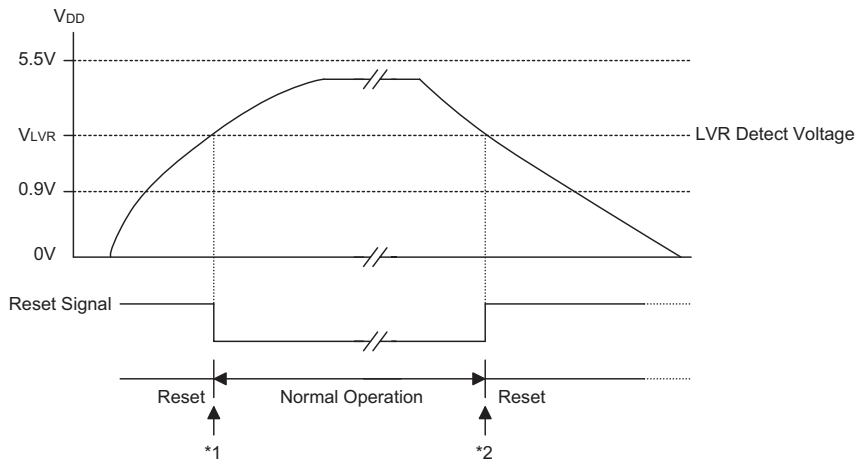 VDD
5.5V
VLVR
LVR Detect Voltage
0.9V
0V
Reset Signal
Reset
Normal Operation
Reset
*1
*2